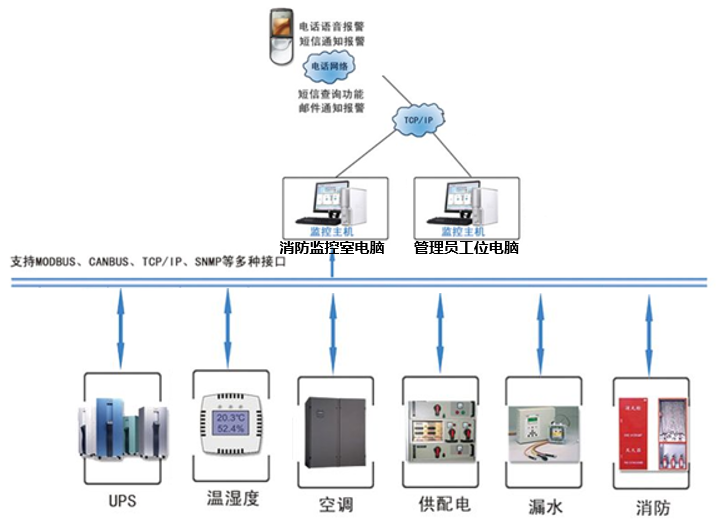 电话语音报警
短信通知报警
电话网络
短信查询功能
邮件通知报警
TCP/IP
监控主机
消防监控室电脑
监控主机
管理员工位电脑
支持MODBUS、CANBUS、TCP/IP、SNMP等多种接口
20.3℃
52.4%
UPS
温湿度
空调
供配电
漏水
消防